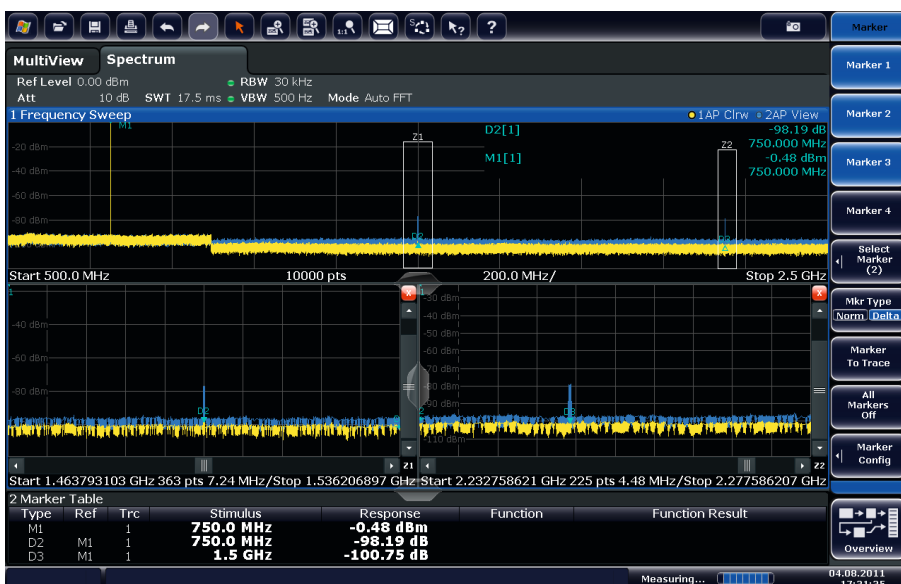 Marker
MultiView Spectrum
Ref Level 0.00 dBm RBW 30 kHz
Att 10 dB SWT 17.5 ms VBW 500 Hz Mode Auto FFT
1 Frequency Sweep 1AP Clrw 2AP View
M1 Z1 D2[1] -98.19 dB
750.000 MHz
-20 dBm Z2
M1[1] -0.48 dBm
750.000 MHz
-40 dBm
-60 dBm
-80 dBm
D2
Start 500.0 MHz 10000 pts 200.0 MHz/ Stop 2.5 GHz
1 1 -30 dBm
-40 dBm -40 dBm
-50 dBm
-60 dBm -60 dBm
-70 dBm
-80 dBm -80 dBm
D2 -90 dBm D3
2
-110 dBm
Z1 Z2
Start 1.463793103 GHz 363 pts 7.24 MHz/Stop 1.536206897 GHz Start 2.232758621 GHz 225 pts 4.48 MHz/Stop 2.277586207 GHz
2 Marker Table
Type Ref Trc Stimulus Response Function Function Result
M1 1 750.0 MHz -0.48 dBm
D2 M1 1 750.0 MHz -98.19 dB
D3 M1 1 1.5 GHz -100.75 dB
Measuring... 04.08.2011
17:21:25
Marker 1
Marker 2
Marker 3
Marker 4
Select
Marker
(2)
Mkr Type
Norm Delta
Marker
To Trace
All
Markers
Off
Marker
Config
Overview
1:1
S
?
?